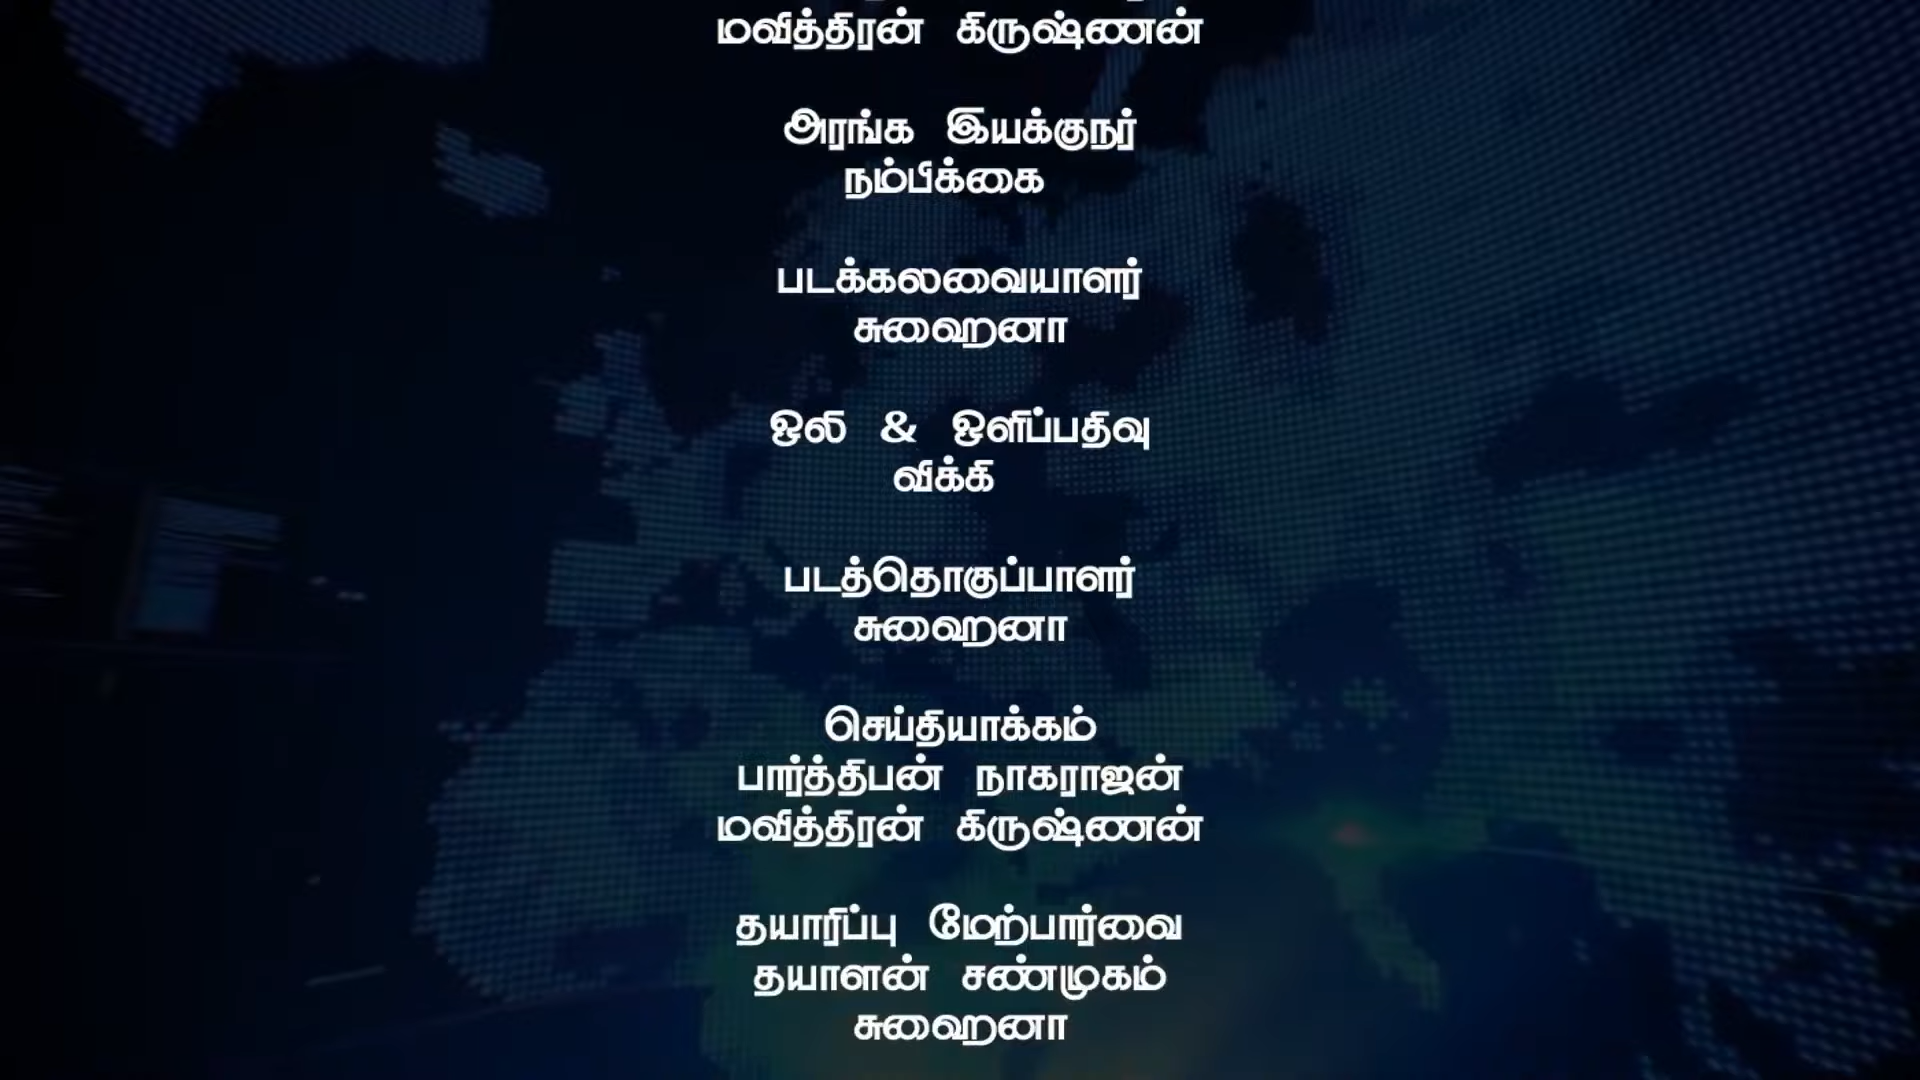 மவித்திரன் கிருஷ்ணன்
அரங்க இயக்குநர்
நம்பிக்கை
படக்கலவையாளர்
சுஹைனா
ஒலி & ஒளிப்பதிவு
விக்கி
படத்தொகுப்பாளர்
சுஹைனா
செய்தியாக்கம்
பார்த்திபன் நாகராஜன்
மவித்திரன் கிருஷ்ணன்
தயாரிப்பு மேற்பார்வை
தயாளன் சண்முகம்
சுஹைனா